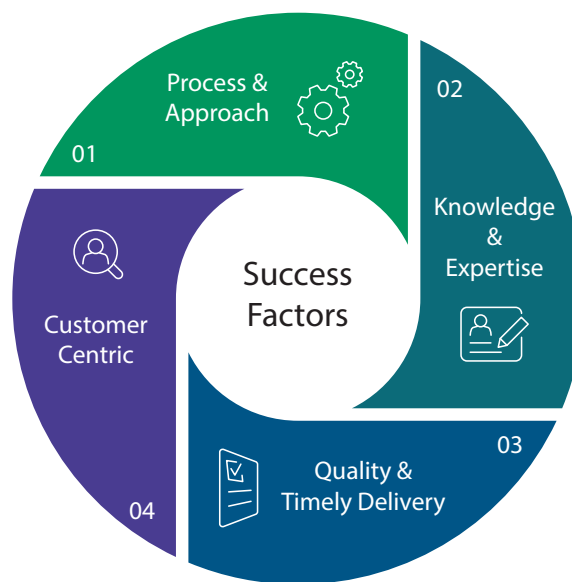 Process &
Approach
01
02
Knowledge
&
Expertise
Success
Factors
Customer
Centric
03
Quality &
Timely Delivery
04